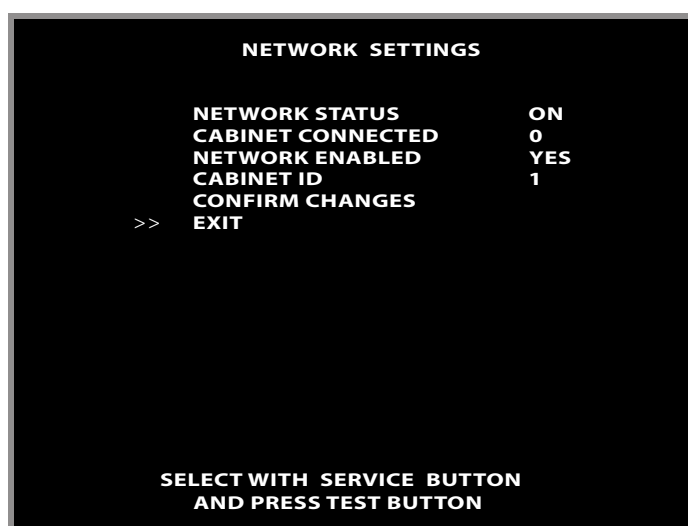 NETWORK SETTINGS
NETWORK STATUS ON
CABINET CONNECTED 0
NETWORK ENABLED YES
CABINET ID 1
CONFIRM CHANGES
>> EXIT
SELECT WITH SERVICE BUTTON
AND PRESS TEST BUTTON